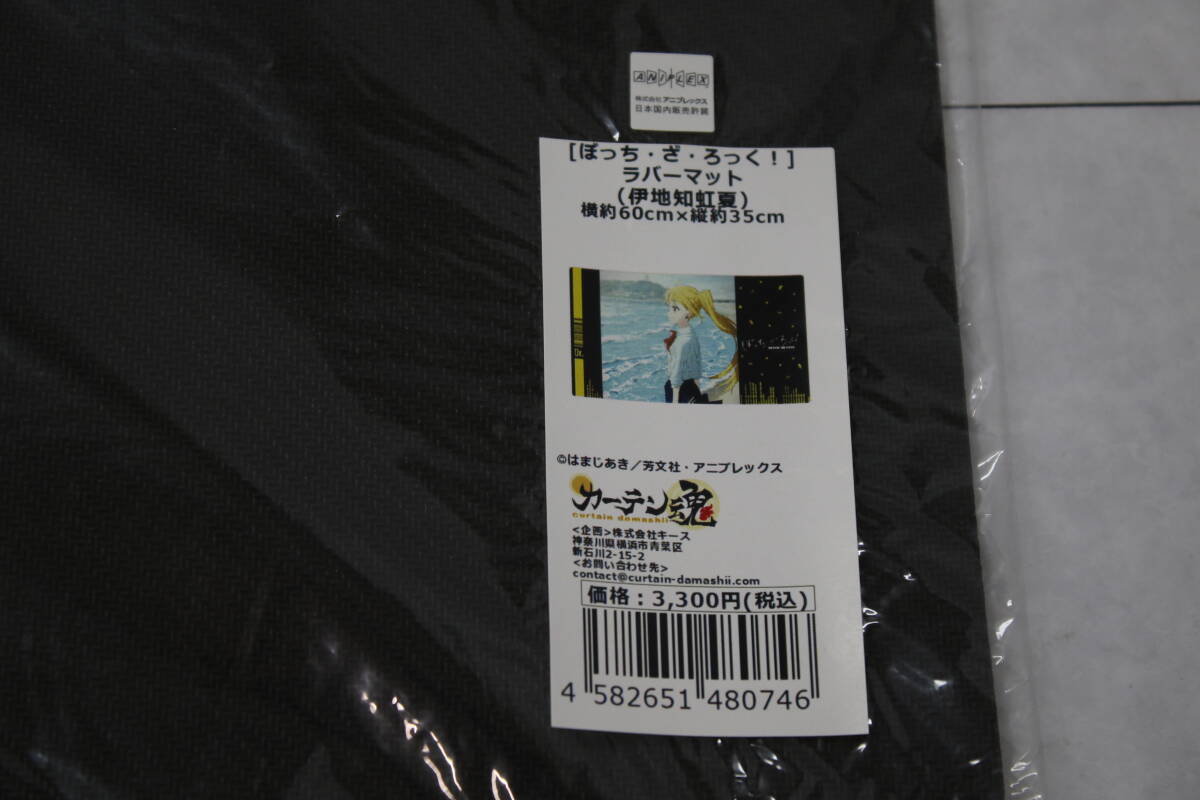 ANIPLEX
株式会社アニプレックス
日本国内販売許諾
[ぼっち・ざ・ろっく！]
ラバーマット
（伊地知虹夏）
横約60cm×縦約35cm
Dr.
©はまじあき／芳文社・アニプレックス
カーテン魂
curtain damashii
<企画>株式会社キース
神奈川県横浜市青葉区
新石川2-15-2
<お問い合わせ先>
contact@curtain-damashii.com
価格：3,300円(税込)
4 582651 480746